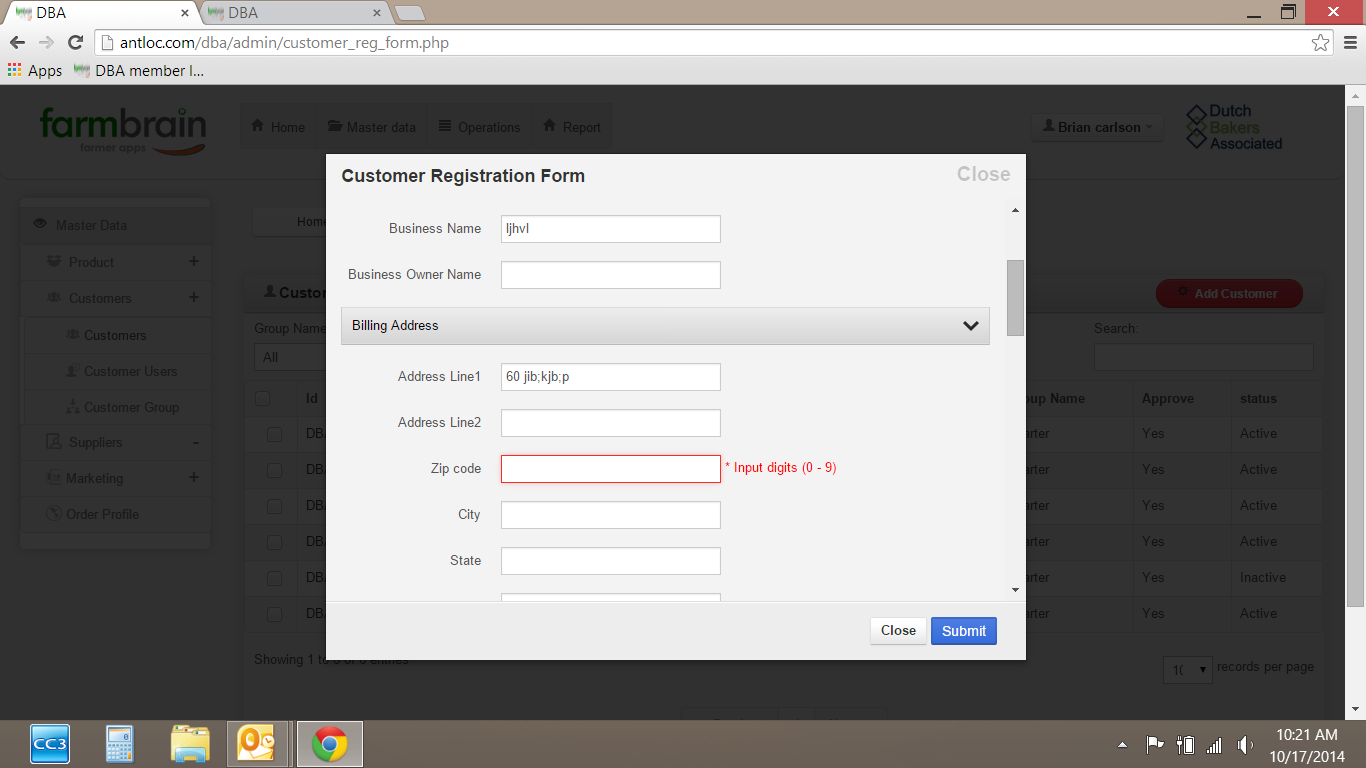 DBA
DBA
antloc.com/dba/admin/customer_reg_form.php
Apps
DBA member l...
farmbrain
farmer apps
Home
Master data
Operations
Report
Brian carlson
Dutch
Bakers
Associated
Customer Registration Form
Close
Master Data
Product
Customers
Customers
Customer Users
Customer Group
Suppliers
Marketing
Order Profile
Business Name
Business Owner Name
Billing Address
Address Line1
60 jib;kjb;p
Address Line2
Zip code
* Input digits (0 - 9)
City
State
Close
Submit
Add Customer
Group Name
All
Search:
Id
Approve
status
Yes
Active
Yes
Active
Yes
Active
Yes
Active
Yes
Inactive
Yes
Active
Showing 1 to
entries
records per page
CC3
10:21 AM
10/17/2014